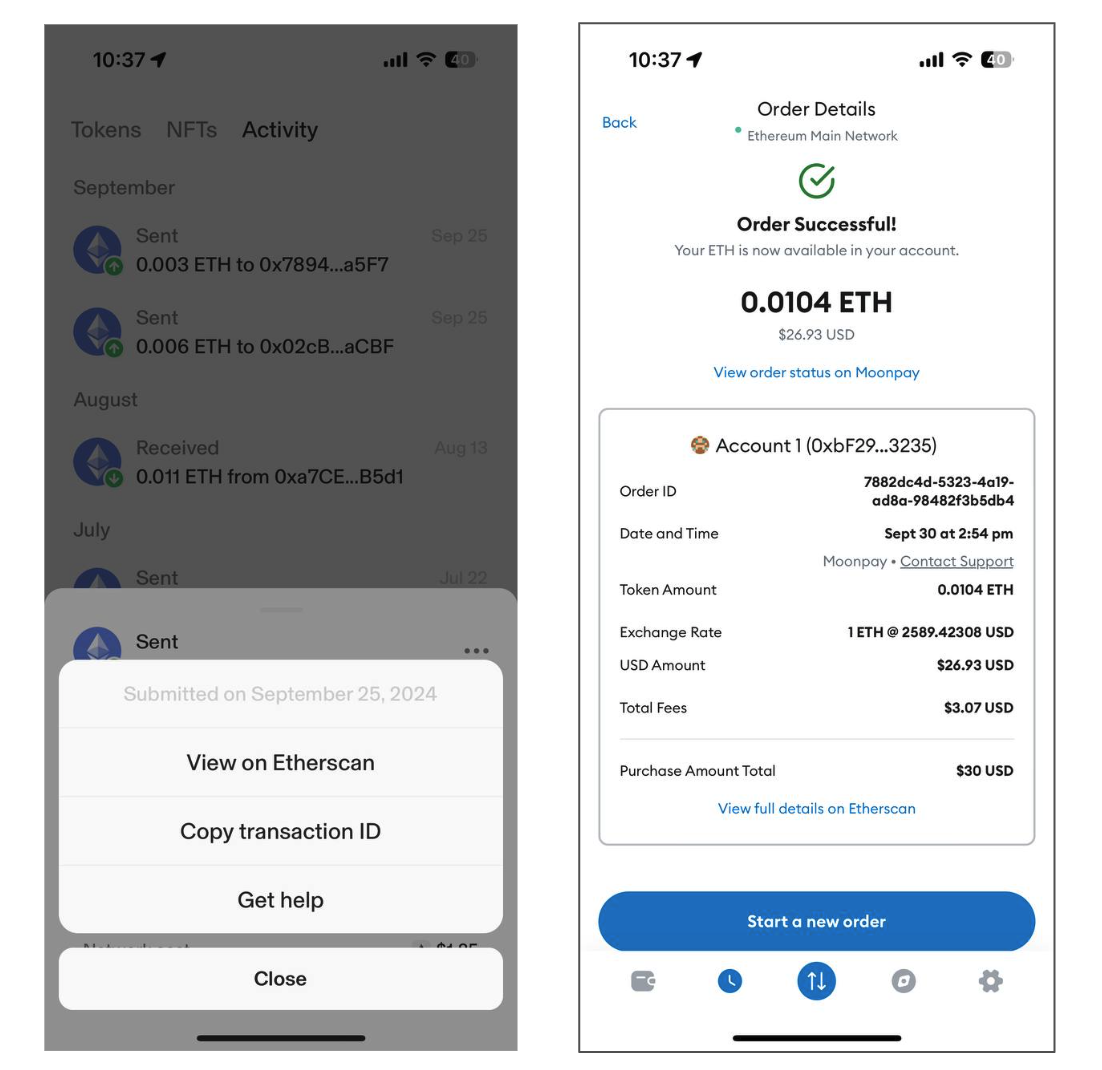 10:37
40
Tokens NFTs Activity
September
Sent Sep 25
0.003 ETH to 0x7894...a5F7
Sent Sep 25
0.006 ETH to 0x02cB...aCBF
August
Received Aug 13
0.011 ETH from 0xa7CE...B5d1
July
Sent Jul 22
Sent
Submitted on September 25, 2024
View on Etherscan
Copy transaction ID
Get help
Network cost $1.85
Close
10:37
40
Order Details
Back
Ethereum Main Network
Order Successful!
Your ETH is now available in your account.
0.0104 ETH
$26.93 USD
View order status on Moonpay
Account 1 (0xbF29...3235)
Order ID 7882dc4d-5323-4a19-
ad8a-98482f3b5db4
Date and Time Sept 30 at 2:54 pm
Moonpay • Contact Support
Token Amount 0.0104 ETH
Exchange Rate 1 ETH @ 2589.42308 USD
USD Amount $26.93 USD
Total Fees $3.07 USD
Purchase Amount Total $30 USD
View full details on Etherscan
Start a new order